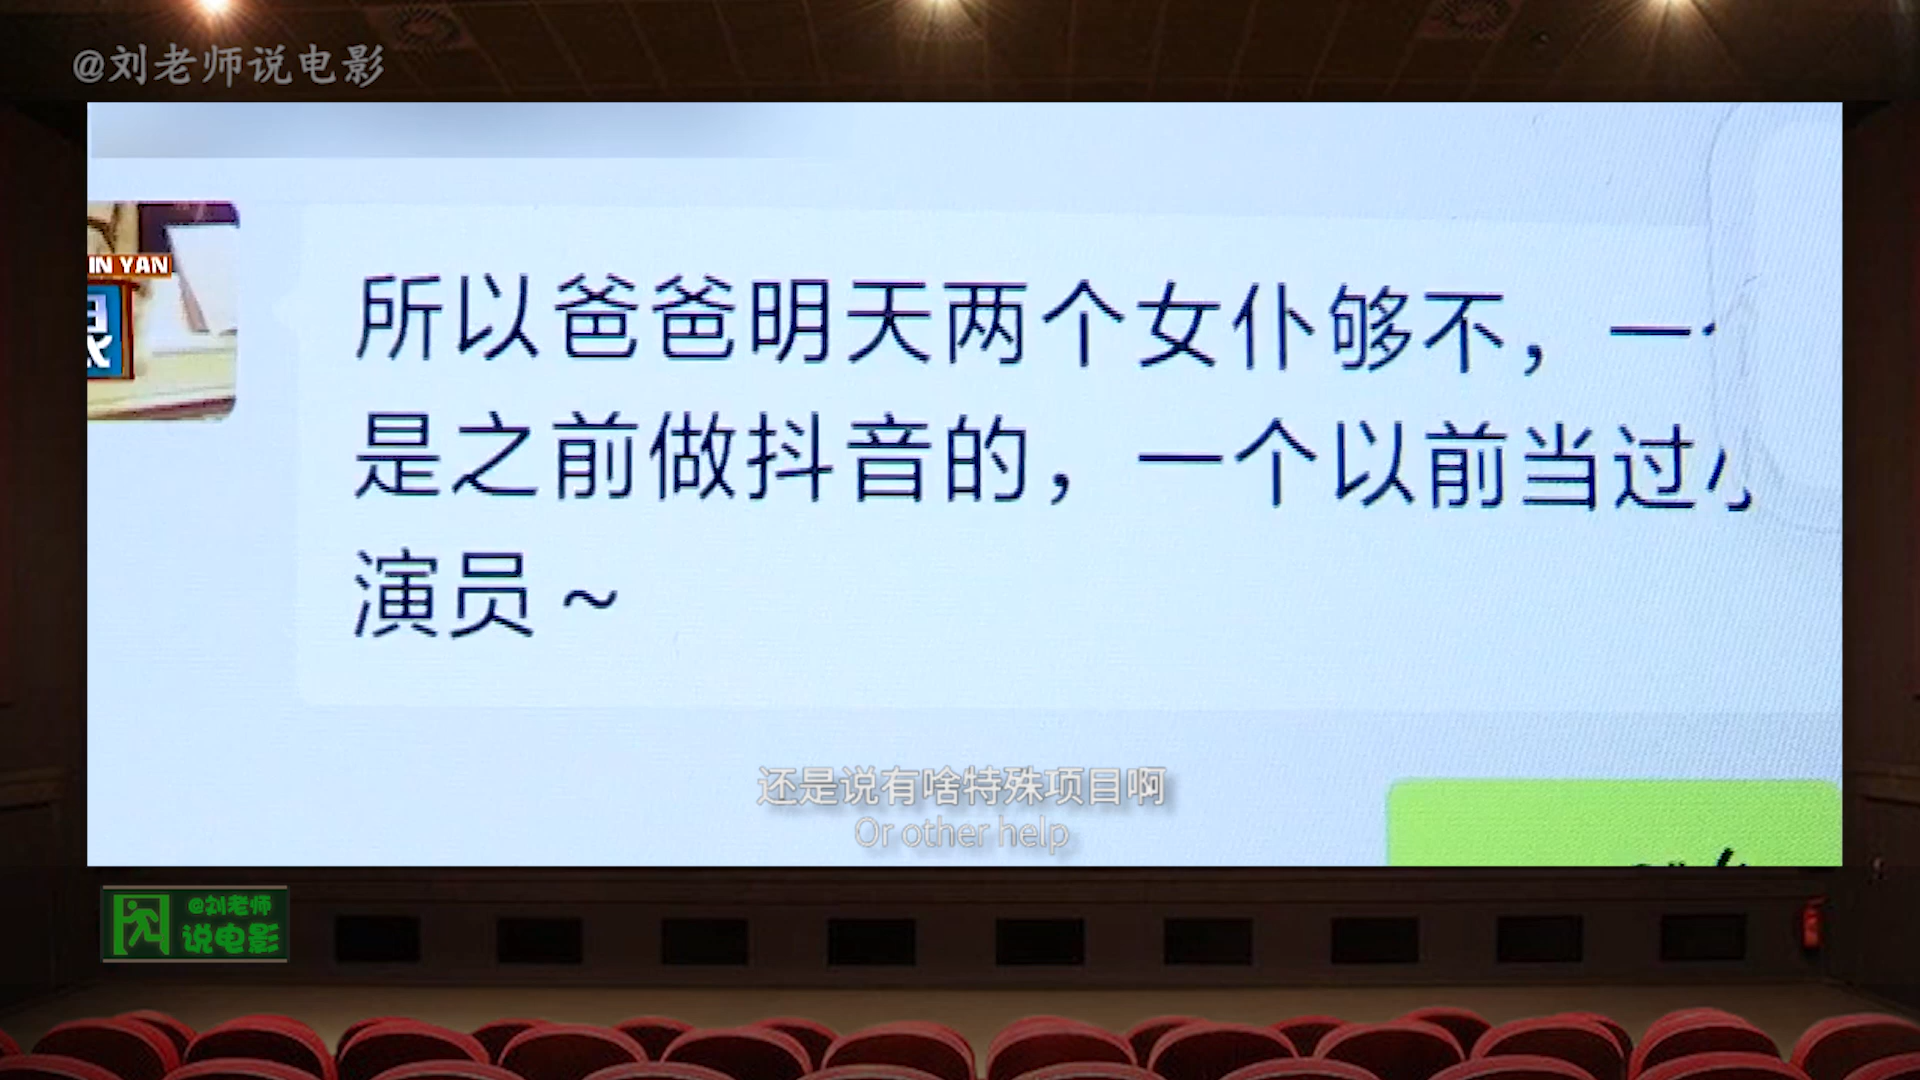 @刘老师说电影
IN YAN
所以爸爸明天两个女仆够不，一
是之前做抖音的，一个以前当过
演员～
还是说有啥特殊项目啊
Or other help
@刘老师
说电影